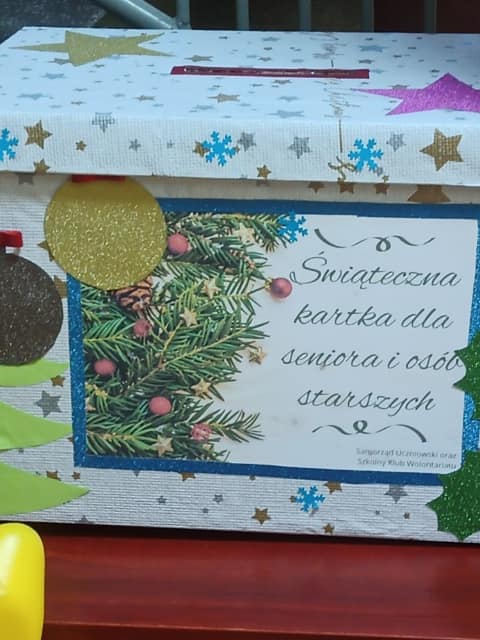 Świąteczna
kartka dla
seniora i osób
starszych
Samorząd Uczniowski oraz
Szkolny Klub Wolontariatu